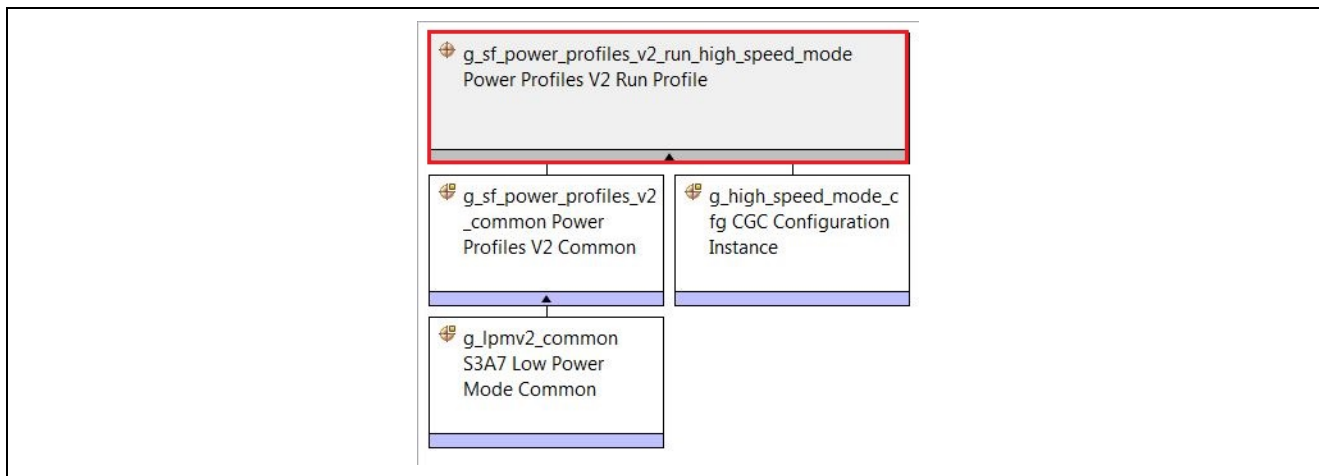 g_sf_power_profiles_v2_run_high_speed_mode
Power Profiles V2 Run Profile
g_sf_power_profiles_v2
_common Power
Profiles V2 Common
g_high_speed_mode_c
fg CGC Configuration
Instance
g_lpmv2_common
S3A7 Low Power
Mode Common